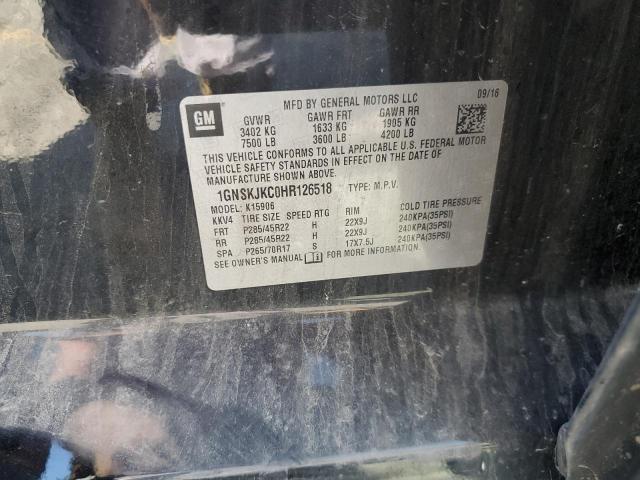 GM
MFD BY GENERAL MOTORS LLC 09/16
GVWR GAWR FRT GAWR RR
3402 KG 1633 KG 1905 KG
7500 LB 3600 LB 4200 LB
THIS VEHICLE CONFORMS TO ALL APPLICABLE U.S. FEDERAL MOTOR
VEHICLE SAFETY STANDARDS IN EFFECT ON THE DATE OF
MANUFACTURE SHOWN ABOVE.
1GNSKJKC0HR126518 TYPE: M.P.V.
MODEL: K15906
KKV4 TIRE SIZE SPEED RTG RIM COLD TIRE PRESSURE
FRT P285/45R22 H 22X9J 240KPA(35PSI)
RR P285/45R22 H 22X9J 240KPA(35PSI)
SPA P265/70R17 S 17X7.5J 240KPA(35PSI)
SEE OWNER'S MANUAL FOR MORE INFORMATION.